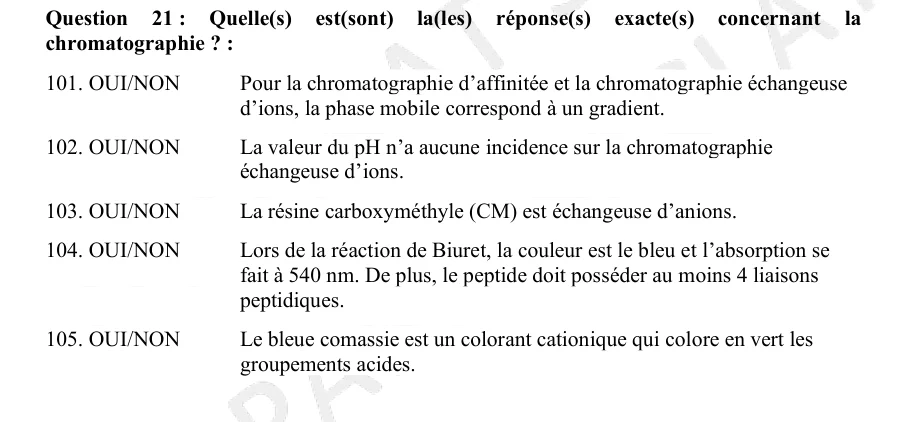 Question 21 : Quelle(s) est(sont) la(les) réponse(s) exacte(s) concernant la
chromatographie ? :
101. OUI/NON Pour la chromatographie d’affinitée et la chromatographie échangeuse
d’ions, la phase mobile correspond à un gradient.
102. OUI/NON La valeur du pH n’a aucune incidence sur la chromatographie
échangeuse d’ions.
103. OUI/NON La résine carboxyméthyle (CM) est échangeuse d’anions.
104. OUI/NON Lors de la réaction de Biuret, la couleur est le bleu et l’absorption se
fait à 540 nm. De plus, le peptide doit posséder au moins 4 liaisons
peptidiques.
105. OUI/NON Le bleue comassie est un colorant cationique qui colore en vert les
groupements acides.